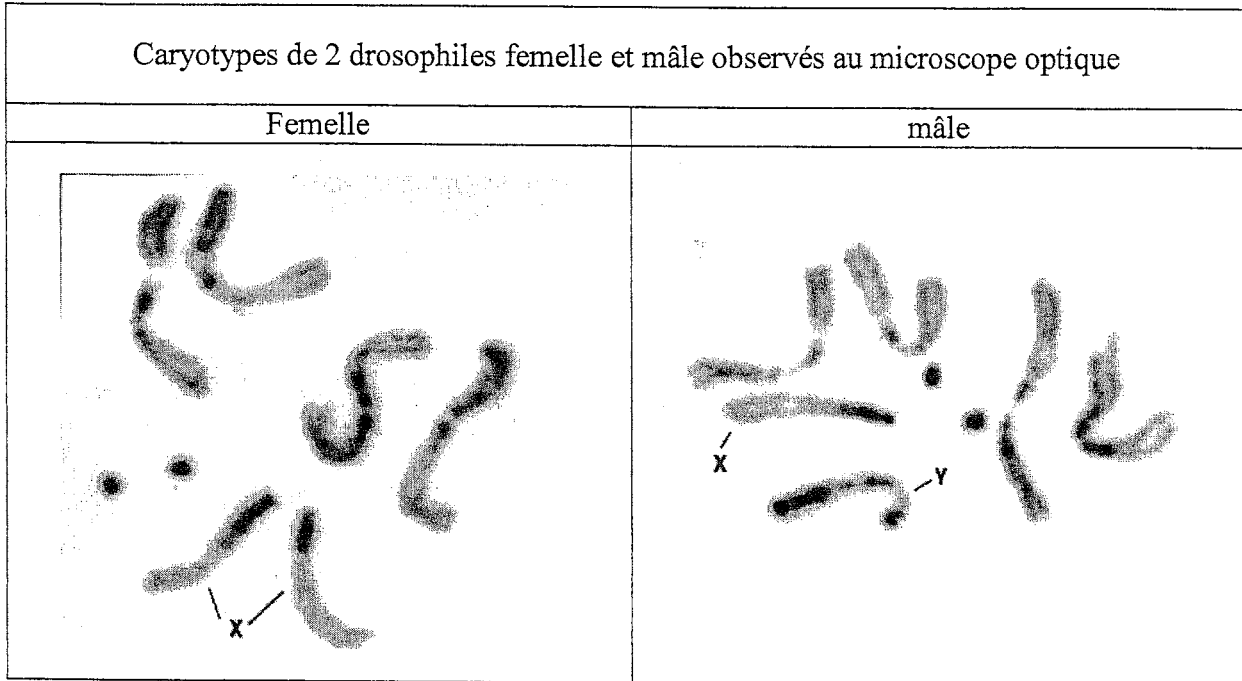 Caryotypes de 2 drosophiles femelle et mâle observés au microscope optique
Femelle
mâle
X
Y
X